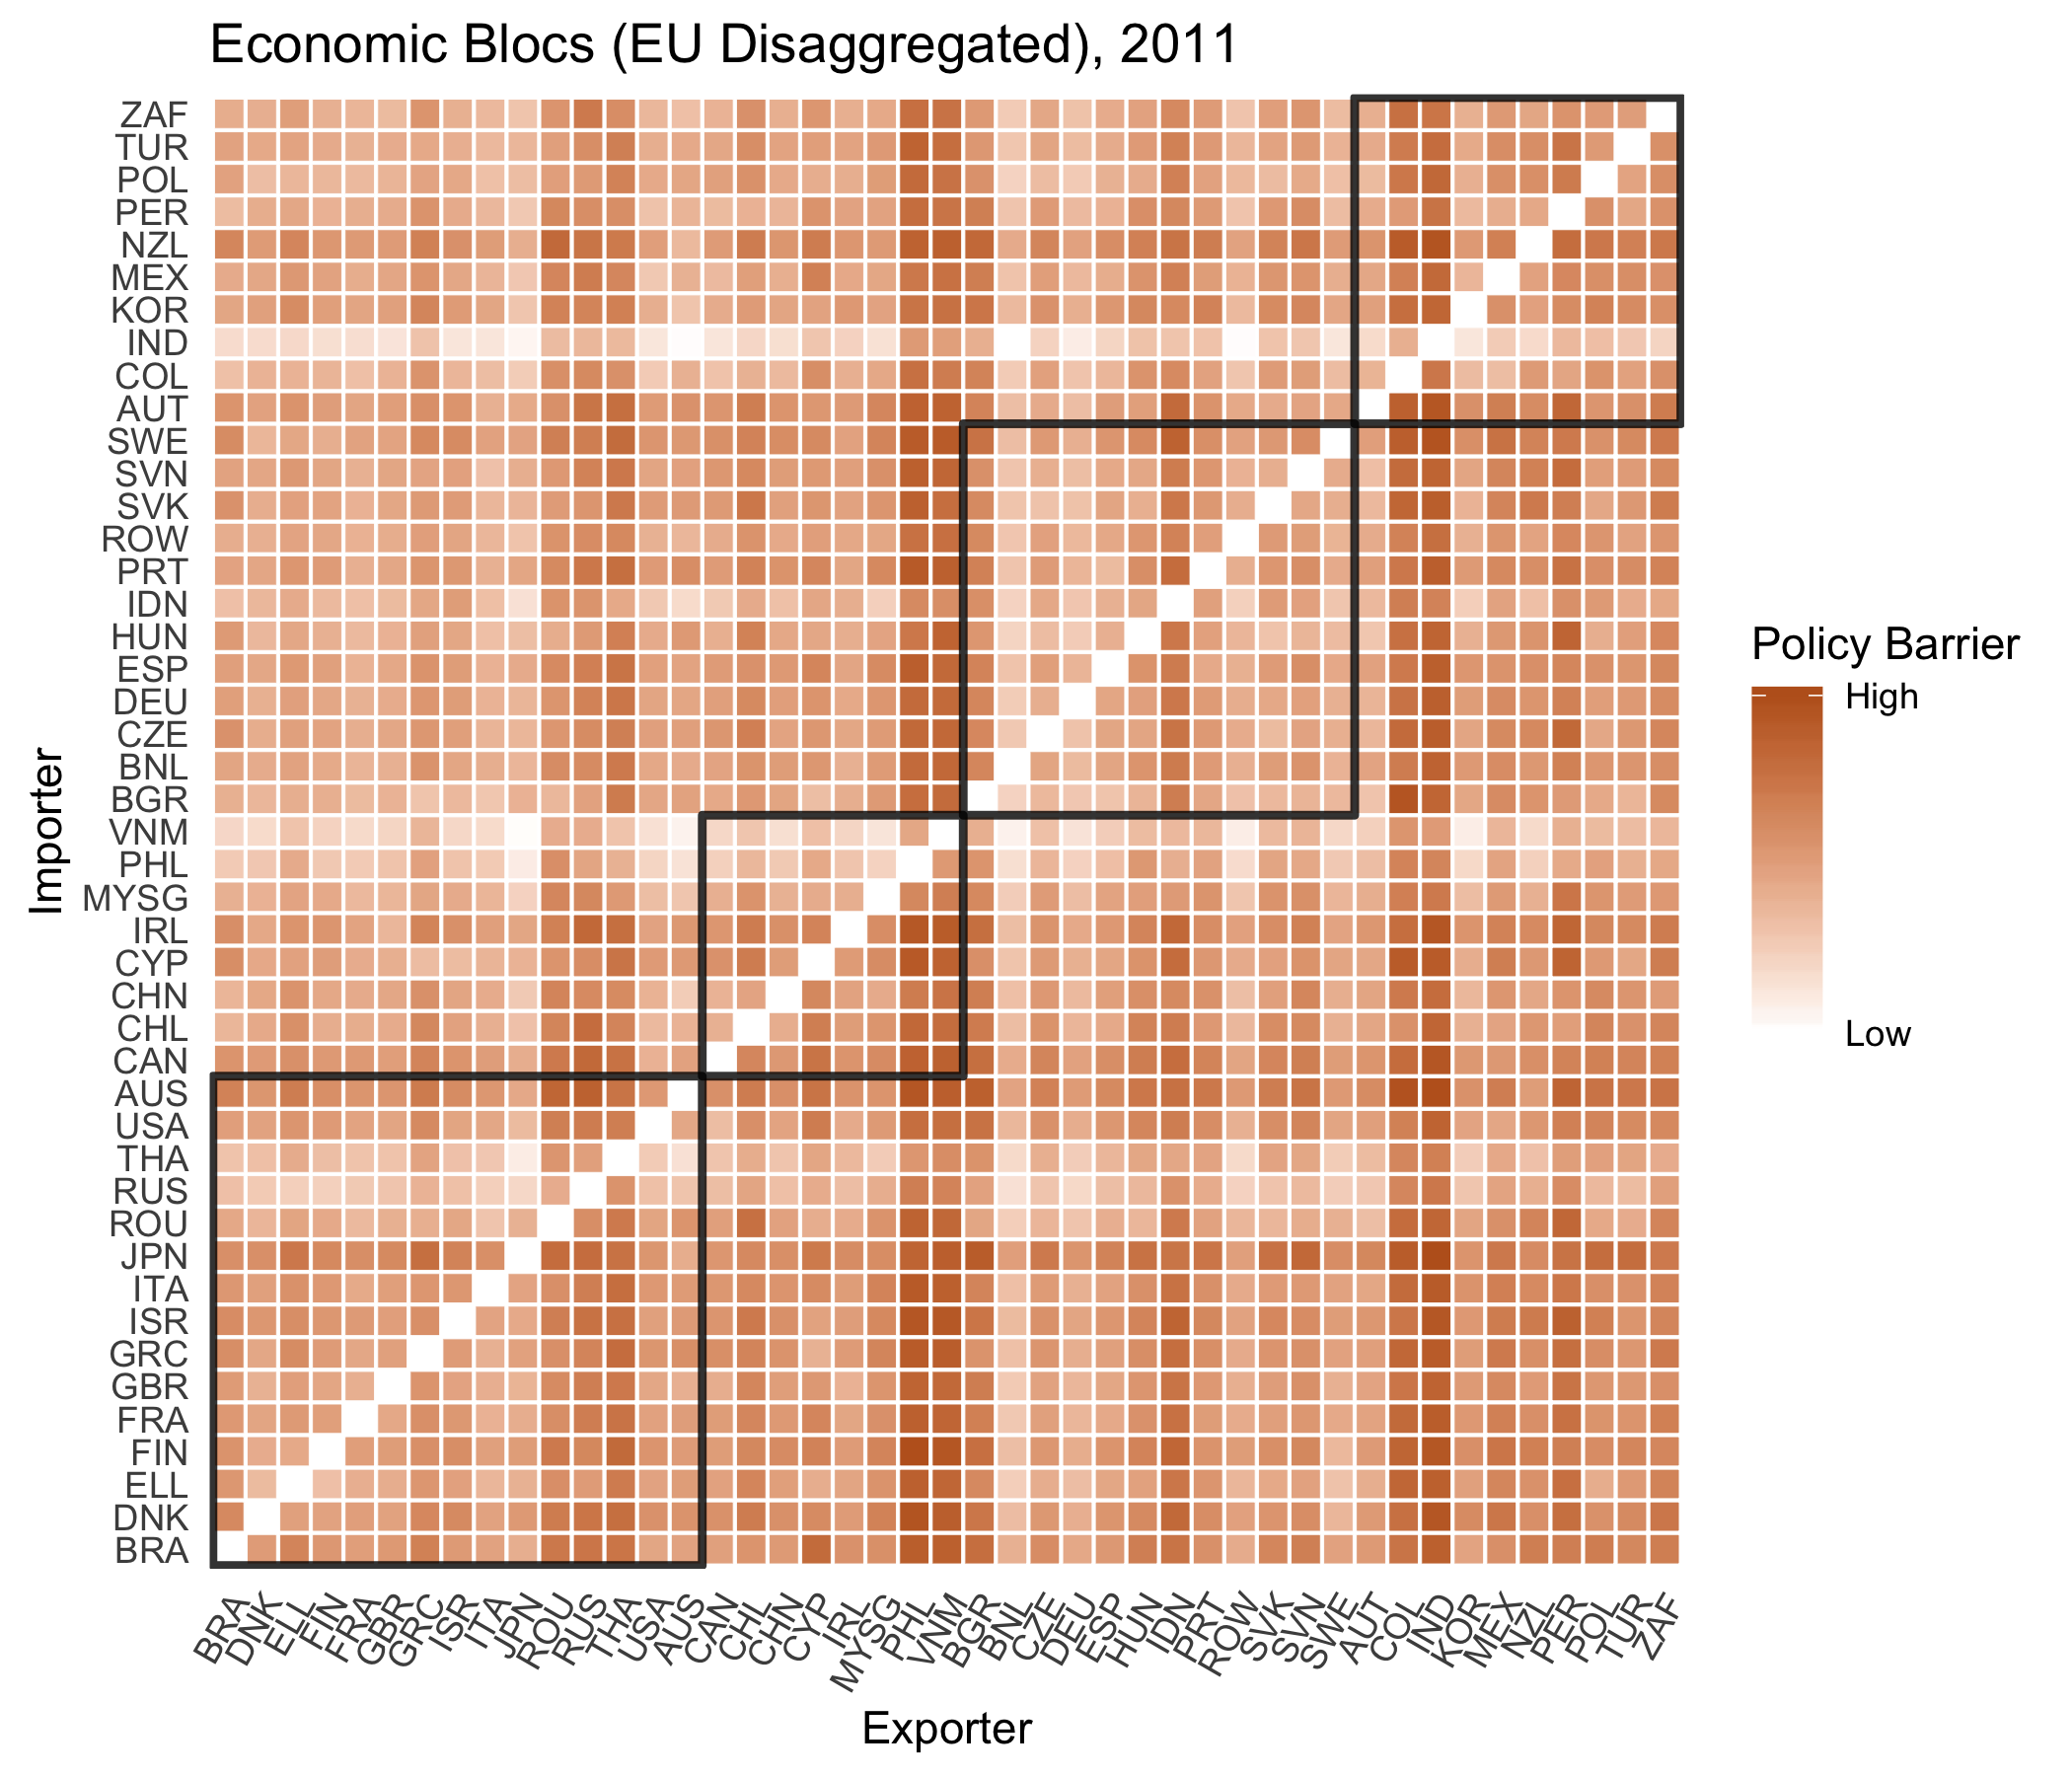 Economic Blocs (EU Disaggregated), 2011
ZAF
TUR
POL
PER
NZL
MEX
KOR
IND
COL
AUT
SWE
SVN
SVK
ROW
PRT
IDN
HUN
ESP
DEU
CZE
BNL
BGR
VNM
PHL
MYSG
IRL
CYP
CHN
CHL
CAN
AUS
USA
THA
RUS
ROU
JPN
ITA
ISR
GRC
GBR
FRA
FIN
ELL
DNK
BRA
Importer
BRA DNK ELL FIN FRA GBR GRC ISR ITA JPN ROU RUS THA USA AUS CAN CHL CHN CYP IRL MYSG PHL VNM BGR BNL CZE DEU ESP HUN IDN PRT ROW SVK SVN SWE AUT COL IND KOR MEX NZL PER POL TUR ZAF
Exporter
Policy Barrier
High
Low